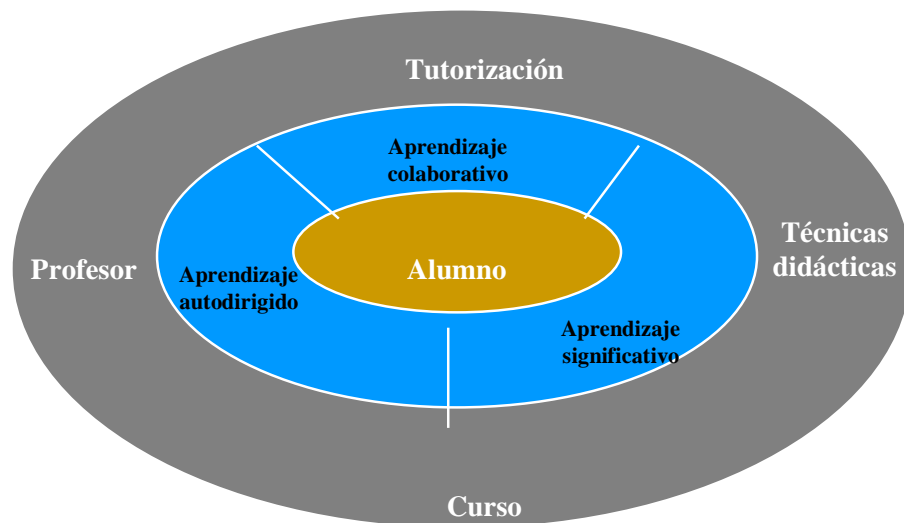 Tutorización
Aprendizaje
colaborativo
Técnicas
didácticas
Profesor
Aprendizaje
autodirigido
Alumno
Aprendizaje
significativo
Curso